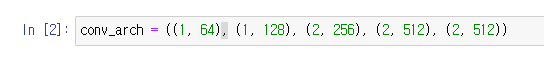 In [2]: conv_arch = ((1, 64), (1, 128), (2, 256), (2, 512), (2, 512))